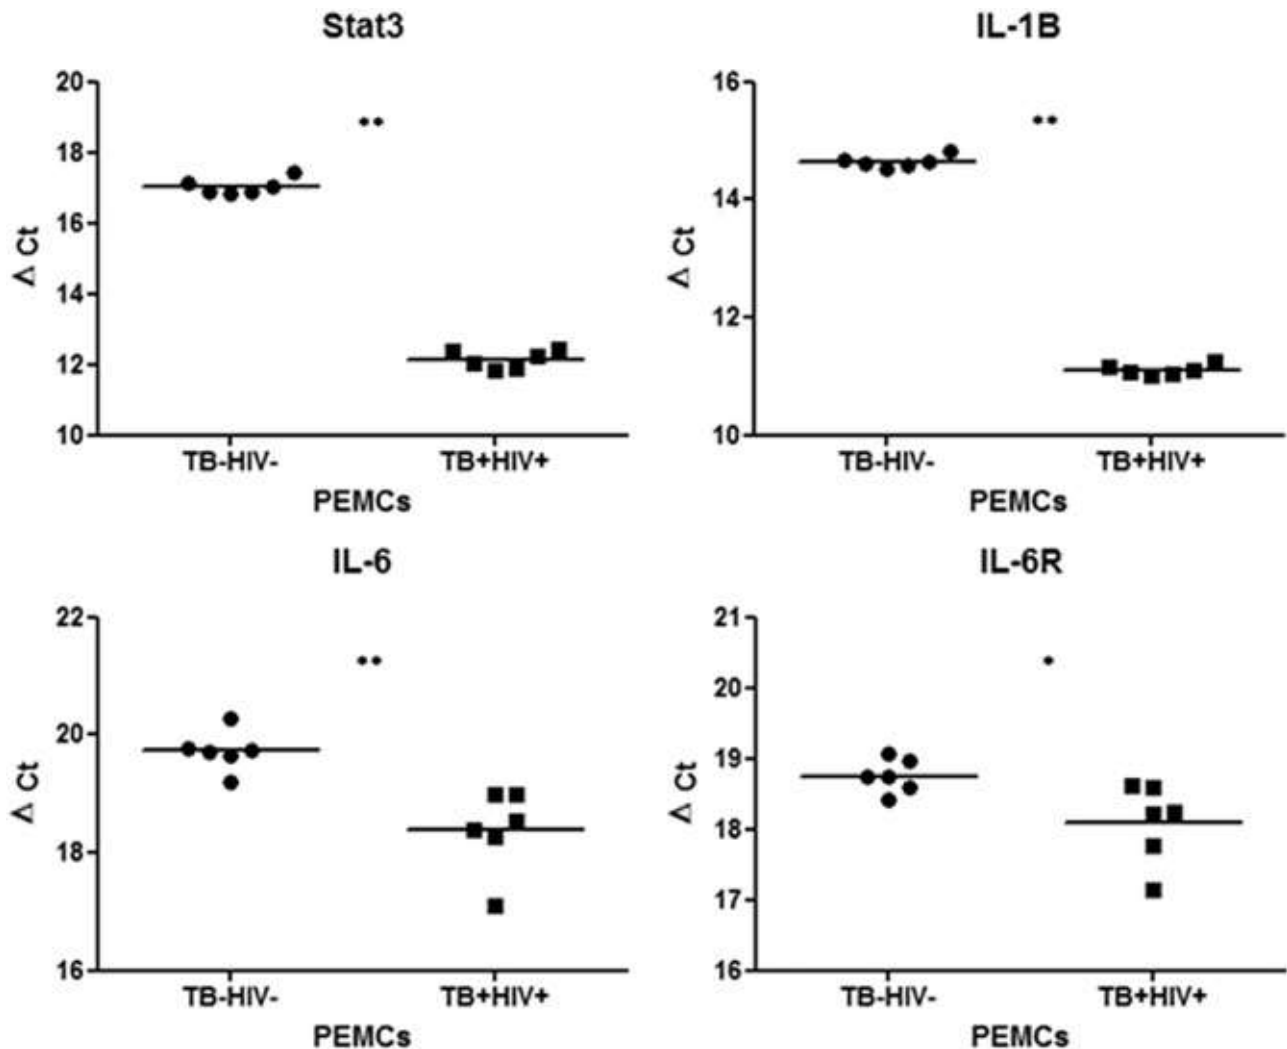 Stat3
20
18
16
14
12
10
Δ Ct
**
TB-HIV-
TB+HIV+
PEMCs
IL-1B
16
14
12
10
Δ Ct
**
TB-HIV-
TB+HIV+
PEMCs
IL-6
22
20
18
16
Δ Ct
**
TB-HIV-
TB+HIV+
PEMCs
IL-6R
21
20
19
18
17
16
Δ Ct
*
TB-HIV-
TB+HIV+
PEMCs